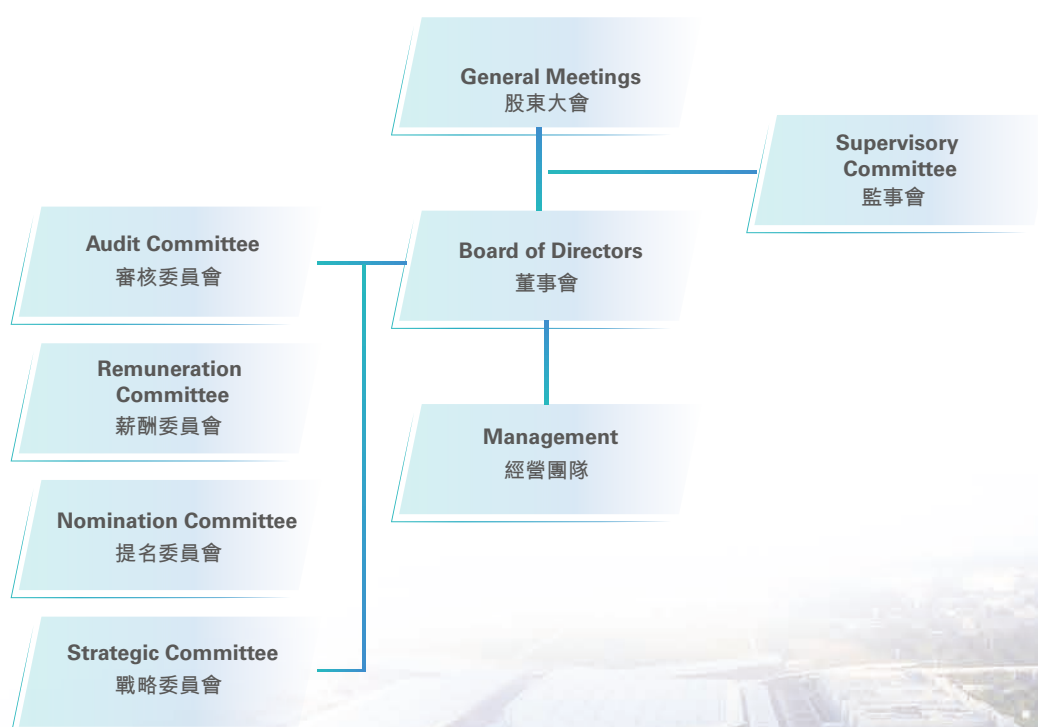 General Meetings
股東大會
Supervisory
Committee
監事會
Audit Committee
審核委員會
Board of Directors
董事會
Remuneration
Committee
薪酬委員會
Management
經營團隊
Nomination Committee
提名委員會
Strategic Committee
戰略委員會